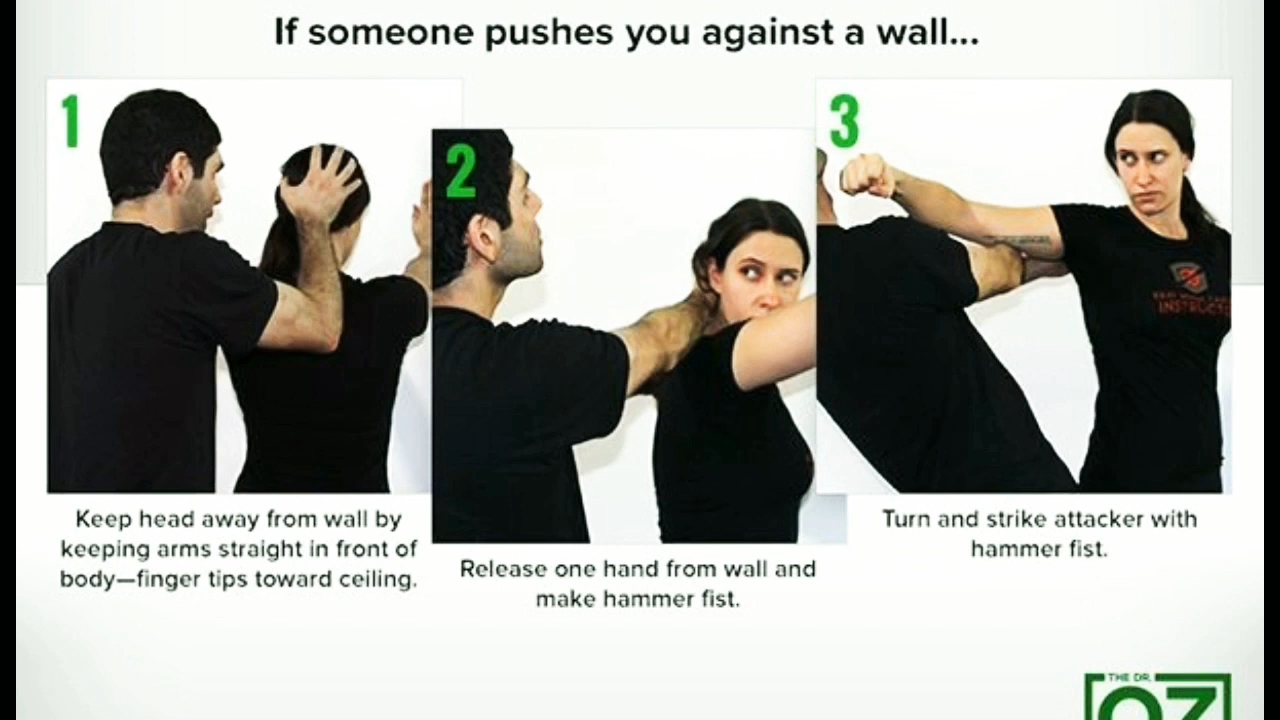 If someone pushes you against a wall...
1
2
3
Keep head away from wall by
keeping arms straight in front of
body—finger tips toward ceiling.
Release one hand from wall and
make hammer fist.
Turn and strike attacker with
hammer fist.
THE DR.
OZ